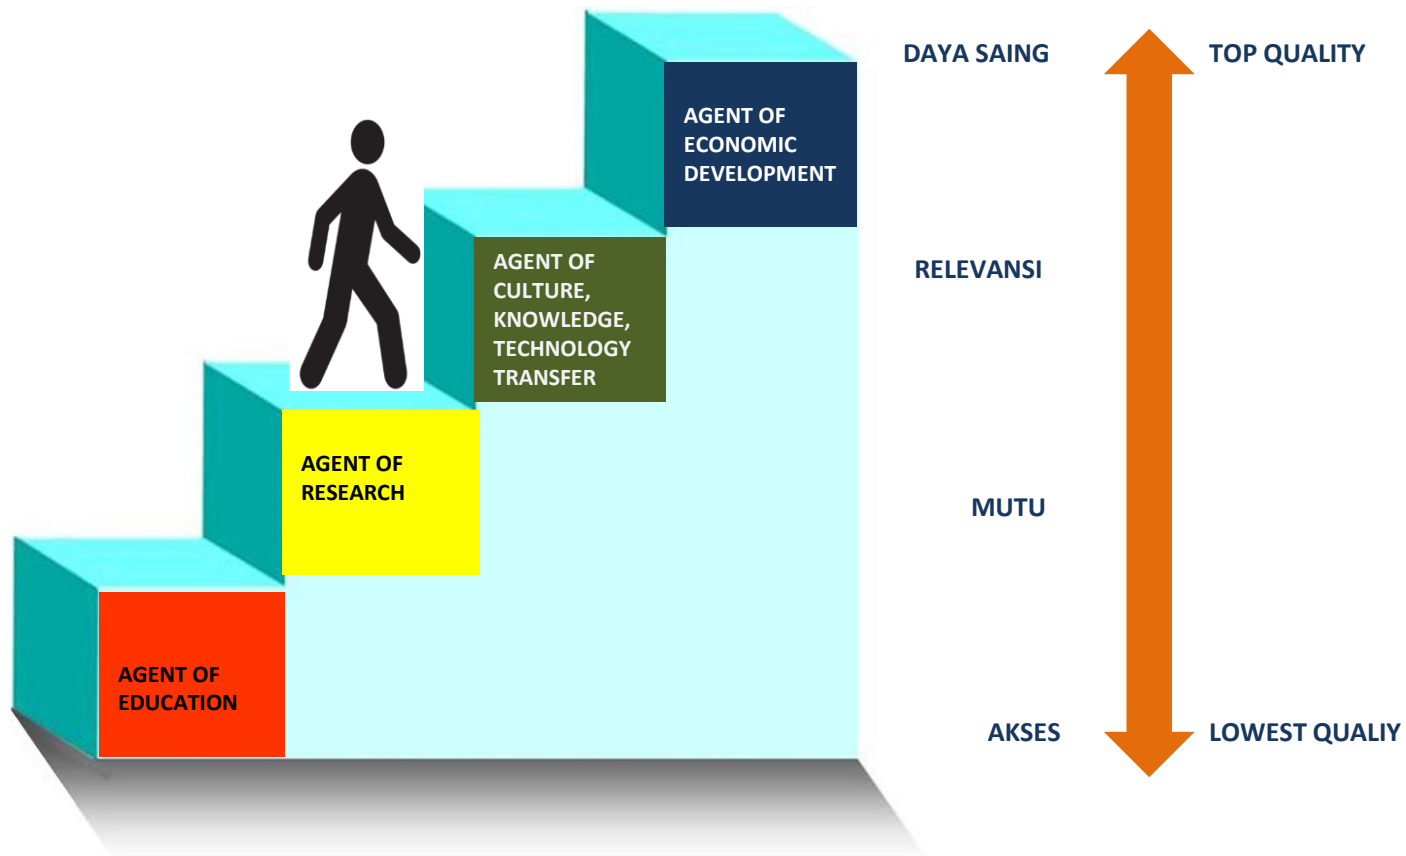 DAYA SAING
TOP QUALITY
AGENT OF
ECONOMIC
DEVELOPMENT
AGENT OF
CULTURE,
KNOWLEDGE,
TECHNOLOGY
TRANSFER
RELEVANSI
AGENT OF
RESEARCH
MUTU
AGENT OF
EDUCATION
AKSES
LOWEST QUALIY